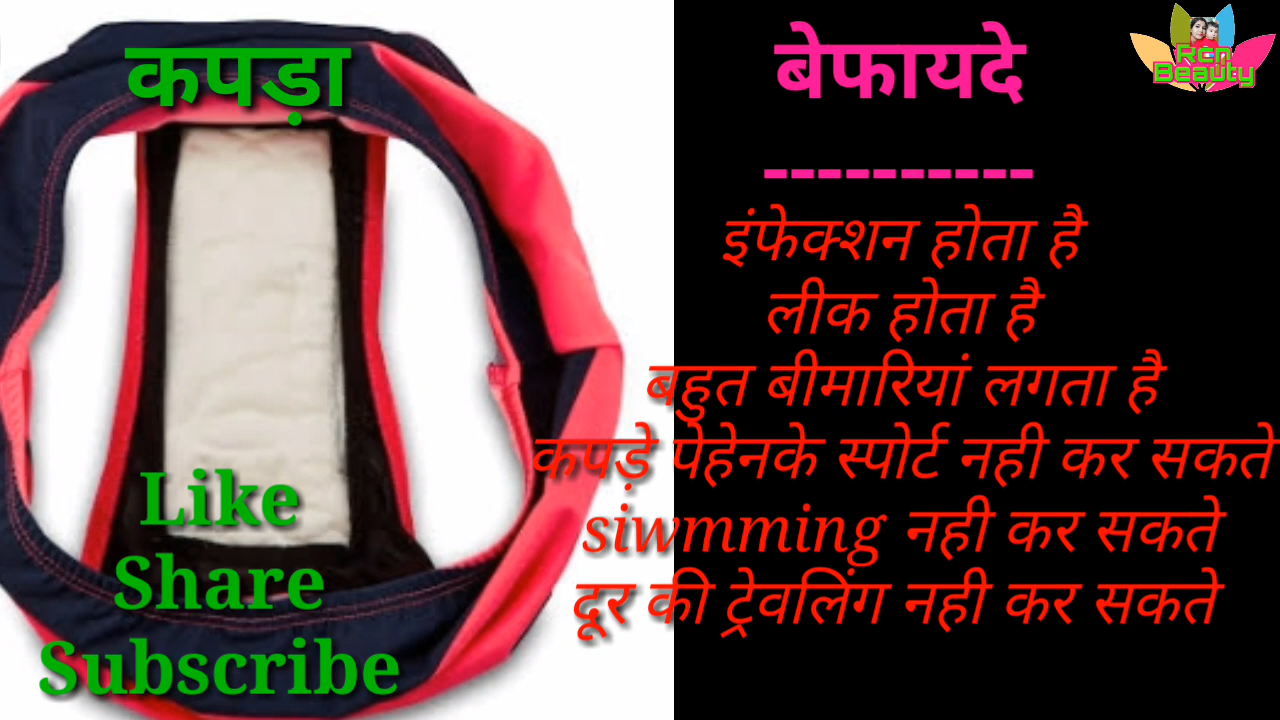 कपड़ा
Like
Share
Subscribe
बेफायदे
----------
इंफेक्शन होता है
लीक होता है
बहुत बीमारियां लगता है
कपड़े पेहेनके स्पोर्ट नही कर सकते
siwmming नही कर सकते
दूर की ट्रेवलिंग नही कर सकते
Rcn
Beauty